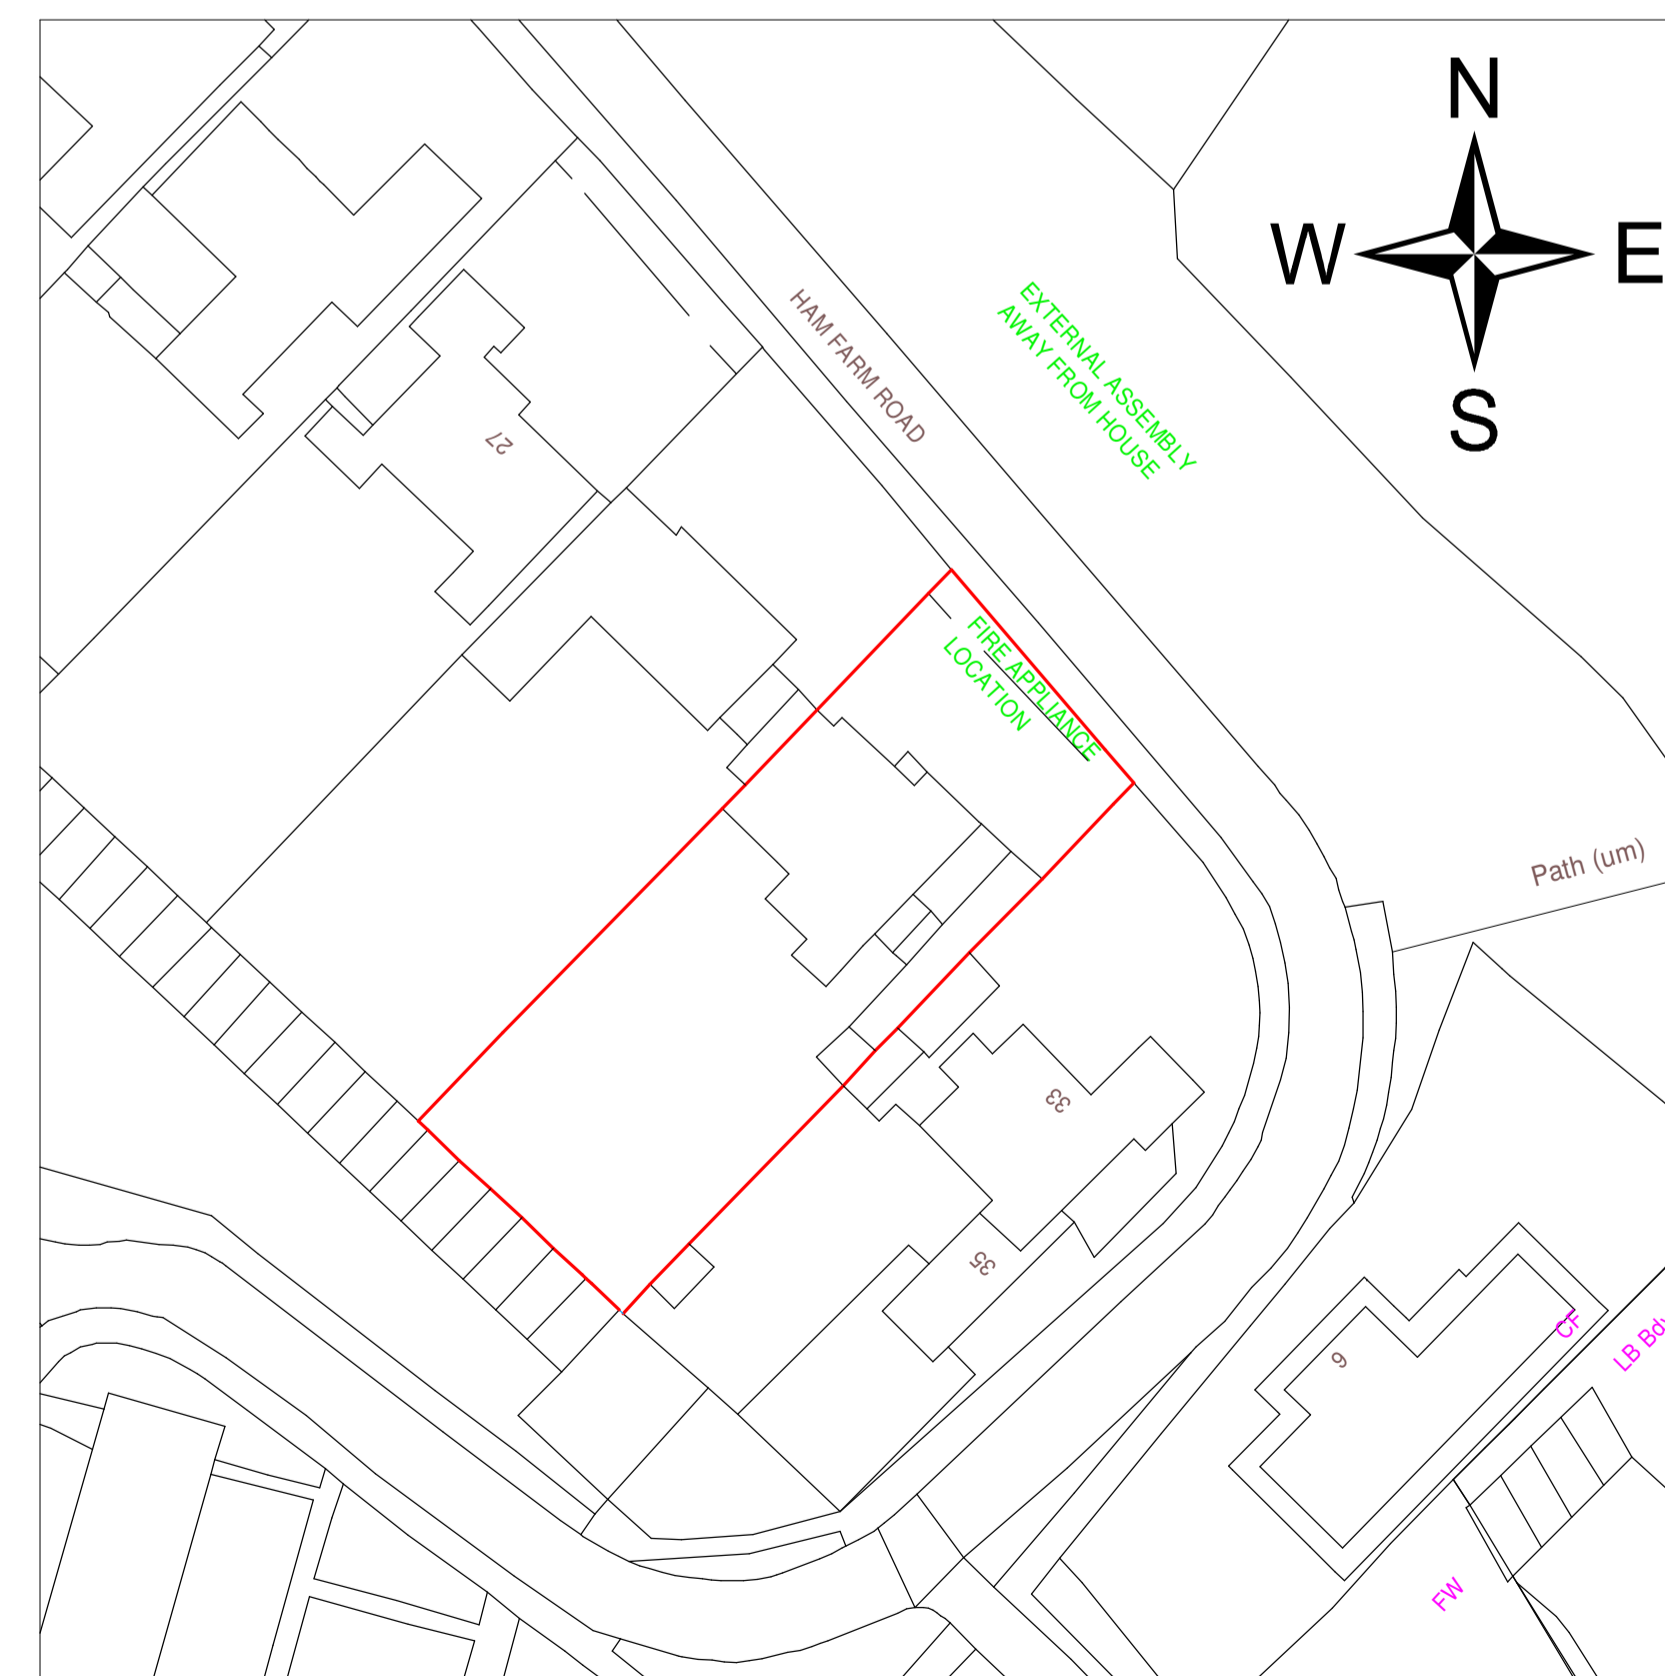 N
W
E
S
EXTERNAL ASSEMBLY
AWAY FROM HOUSE
HAM FARM ROAD
27
FIRE APPLIANCE
LOCATION
Path (um)
33
35
9
CF
LB Bdy
FW